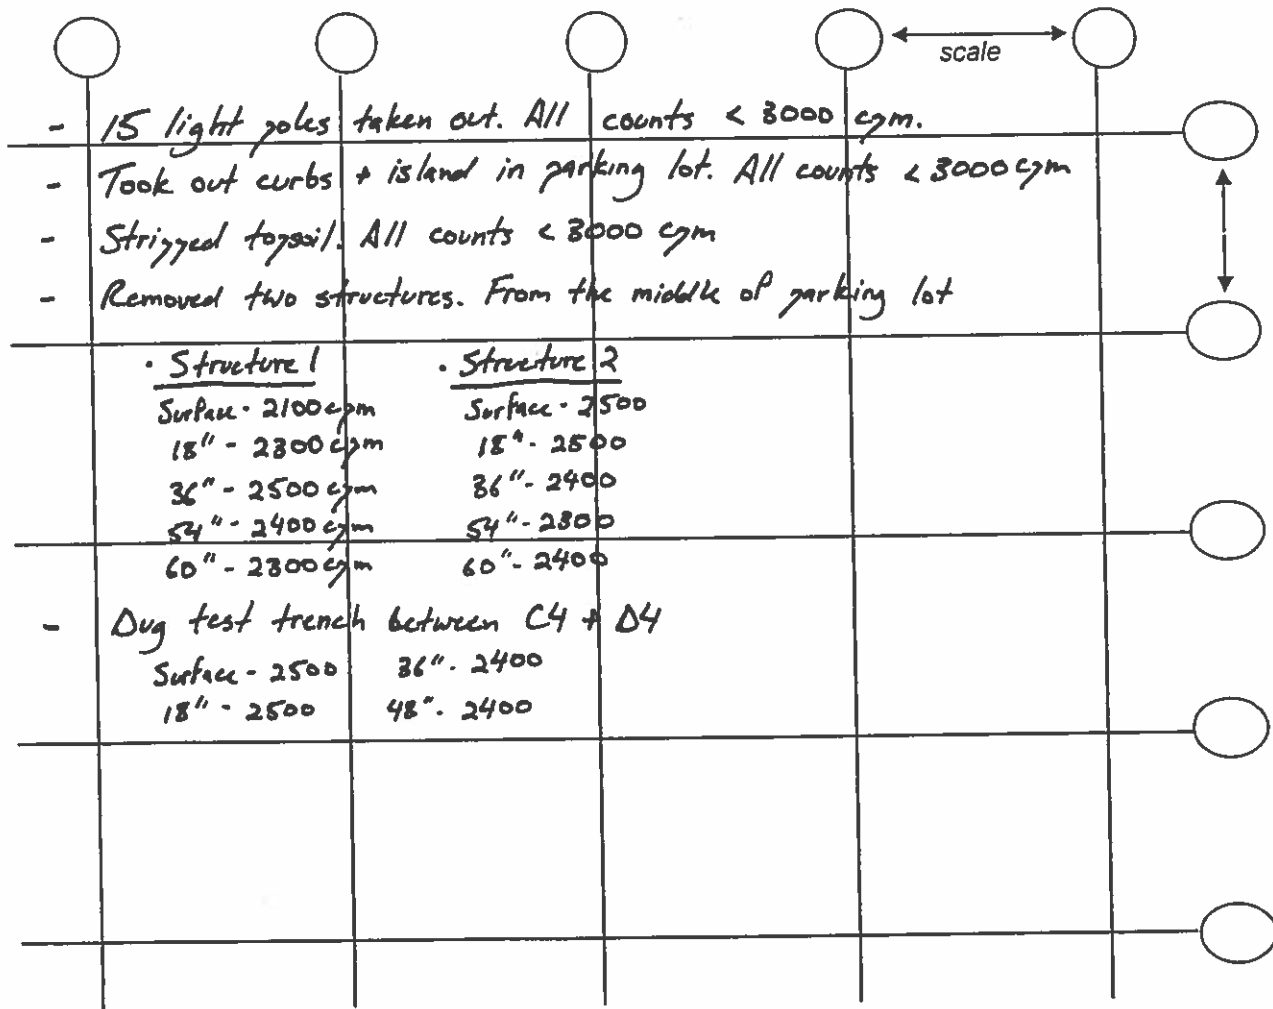 scale
- 15 light poles taken out. All counts < 3000 cpm.
- Took out curbs + island in parking lot. All counts < 3000 cpm
- Stripped topsoil. All counts < 3000 cpm
- Removed two structures. From the middle of parking lot
· Structure 1 · Structure 2
Surface - 2100 cpm Surface - 2500
18" - 2300 cpm 18" - 2500
36" - 2500 cpm 36" - 2400
54" - 2400 cpm 54" - 2300
60" - 2300 cpm 60" - 2400
- Dug test trench between C4 + D4
Surface - 2500 36" - 2400
18" - 2500 48" - 2400